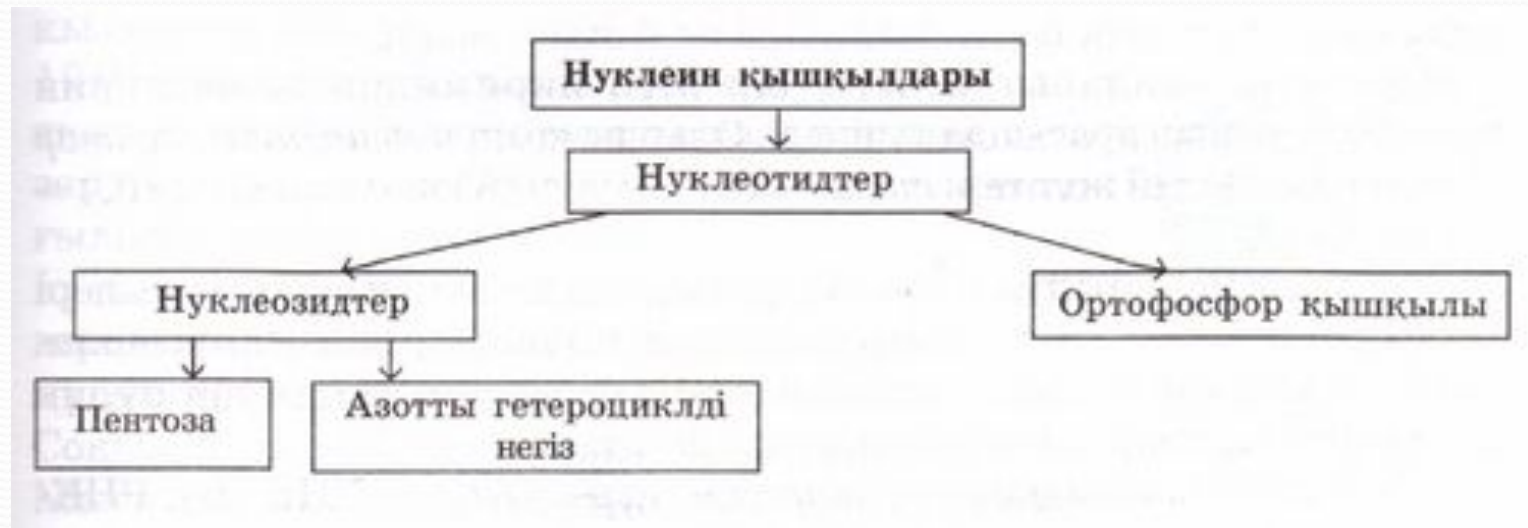 Нуклеин қышқылдары
Нуклеотидтер
Нуклеозидтер
Ортофосфор қышқылы
Пентоза
Азотты гетероциклді
негіз